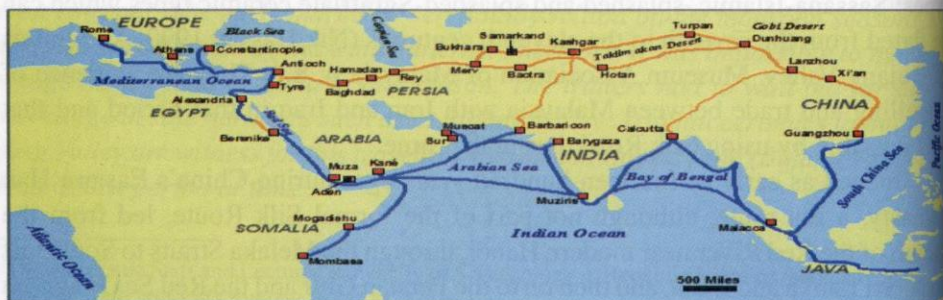 EUROPE
Rome
Black Sea
Caspian Sea
Athens
Constantinople
Mediterranean Ocean
Antioch
Tyre
Alexandria
EGYPT
Berenike
Red Sea
Hamadan
Baghdad
Rey
PERSIA
Merv
Bukhara
Samarkand
Bactra
Kashgar
Taklim akan Desert
Hotan
Turpan
Gobi Desert
Dunhuang
Lanzhou
Xi'an
CHINA
Guangzhou
Pacific Ocean
South China Sea
ARABIA
Muza
Aden
Kané
Muscat
Sur
Barbaricon
Barygaza
INDIA
Calcutta
Arabian Sea
Bay of Bengal
Muziris
Malacca
SOMALIA
Mogadishu
Mombasa
Indian Ocean
Atlantic Ocean
500 Miles
JAVA